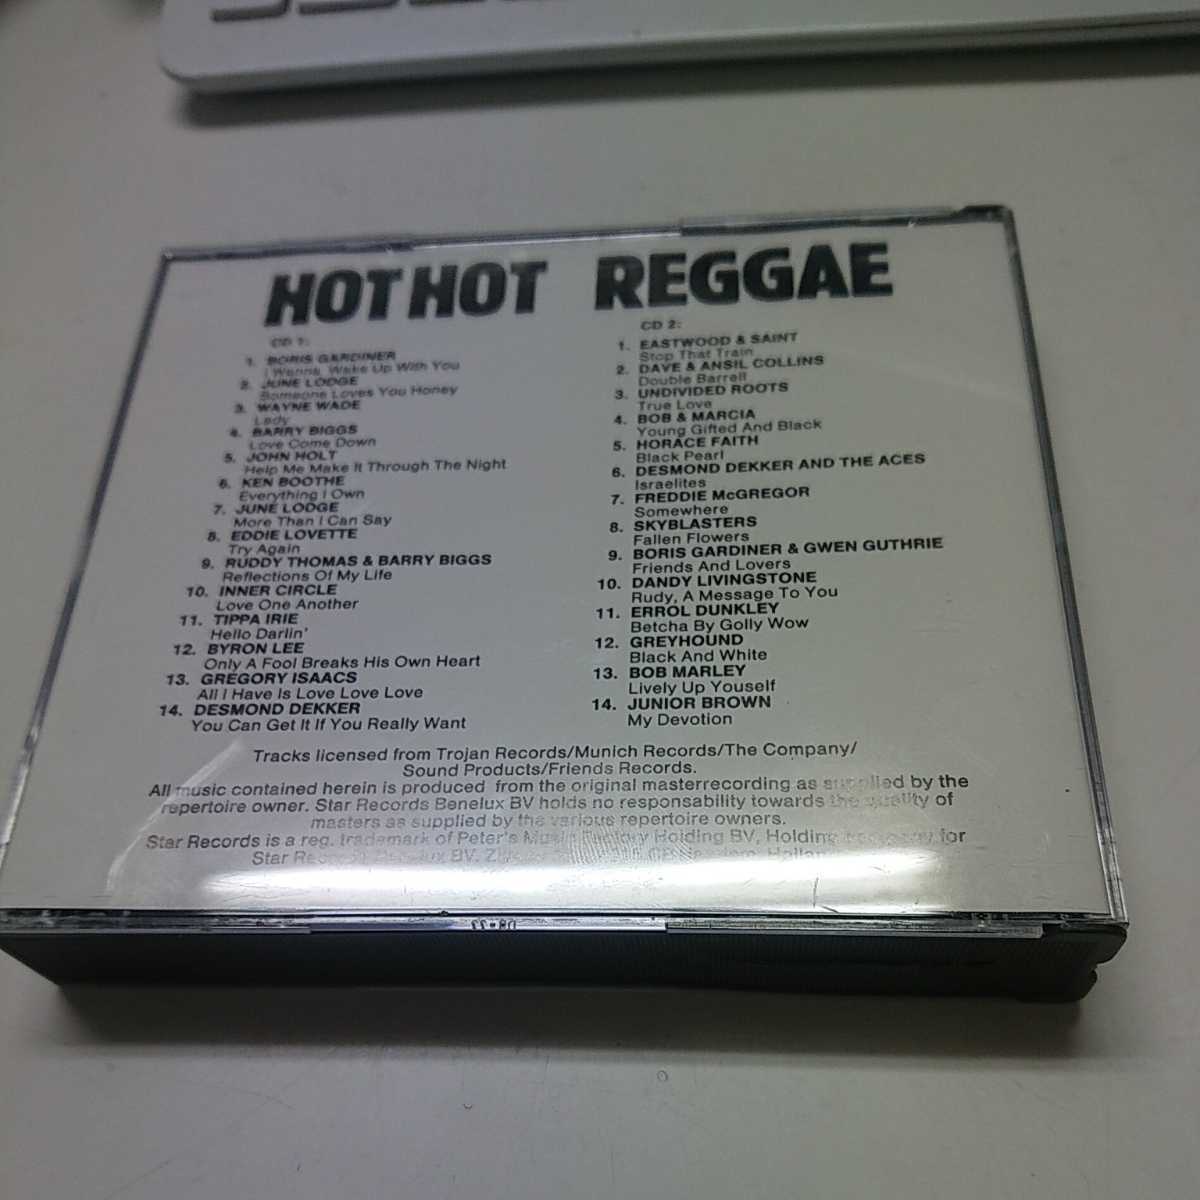 HOT HOT REGGAE
CD 1:
1. BORIS GARDINER
I Wanna Wake Up With You
2. JUNE LODGE
Someone Loves You Honey
3. WAYNE WADE
Lady
4. BARRY BIGGS
Love Come Down
5. JOHN HOLT
Help Me Make It Through The Night
6. KEN BOOTHE
Everything I Own
7. JUNE LODGE
More Than I Can Say
8. EDDIE LOVETTE
Try Again
9. RUDDY THOMAS & BARRY BIGGS
Reflections Of My Life
10. INNER CIRCLE
Love One Another
11. TIPPA IRIE
Hello Darlin'
12. BYRON LEE
Only A Fool Breaks His Own Heart
13. GREGORY ISAACS
All I Have Is Love Love Love
14. DESMOND DEKKER
You Can Get It If You Really Want
CD 2:
1. EASTWOOD & SAINT
Stop That Train
2. DAVE & ANSIL COLLINS
Double Barrell
3. UNDIVIDED ROOTS
True Love
4. BOB & MARCIA
Young Gifted And Black
5. HORACE FAITH
Black Pearl
6. DESMOND DEKKER AND THE ACES
Israelites
7. FREDDIE McGREGOR
Somewhere
8. SKYBLASTERS
Fallen Flowers
9. BORIS GARDINER & GWEN GUTHRIE
Friends And Lovers
10. DANDY LIVINGSTONE
Rudy, A Message To You
11. ERROL DUNKLEY
Betcha By Golly Wow
12. GREYHOUND
Black And White
13. BOB MARLEY
Lively Up Youself
14. JUNIOR BROWN
My Devotion
Tracks licensed from Trojan Records/Munich Records/The Company/
Sound Products/Friends Records.
All music contained herein is produced from the original masterrecording as supplied by the
repertoire owner. Star Records Benelux BV holds no responsability towards the quality of
masters as supplied by the various repertoire owners.
Star Records is a reg. trademark of Peter's Music Factory Holding BV, Holding company for
Star Records Benelux BV.